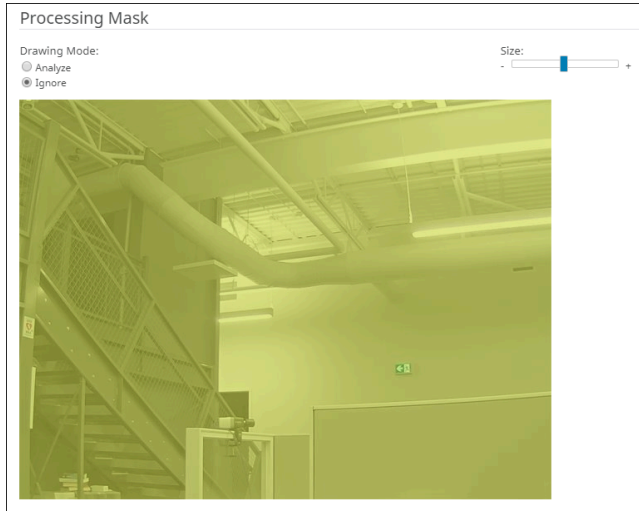 Processing Mask
Drawing Mode:
Size:
Analyze
- +
Ignore